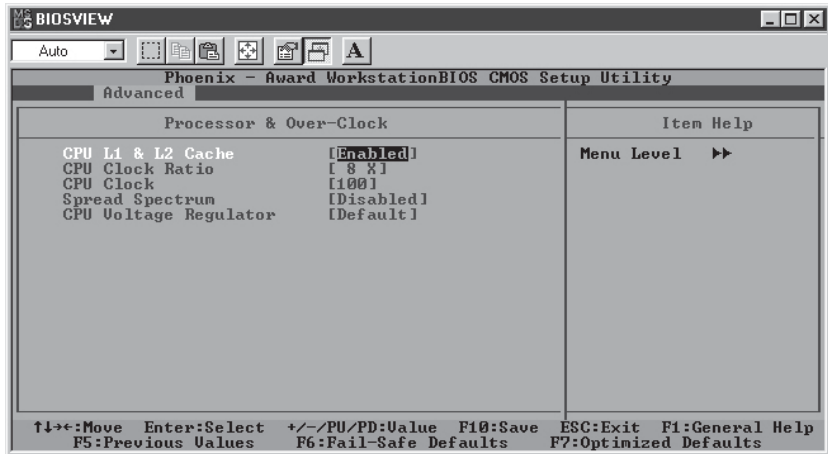 MS DOS BIOSVIEW
Auto A
Phoenix - Award WorkstationBIOS CMOS Setup Utility
Advanced
Processor & Over-Clock
Item Help
CPU L1 & L2 Cache [Enabled]
Menu Level ▶▶
CPU Clock Ratio [ 8 X]
CPU Clock [100]
Spread Spectrum [Disabled]
CPU Voltage Regulator [Default]
↑↓→←:Move Enter:Select +/-/PU/PD:Value F10:Save ESC:Exit F1:General Help
F5:Previous Values F6:Fail-Safe Defaults F7:Optimized Defaults